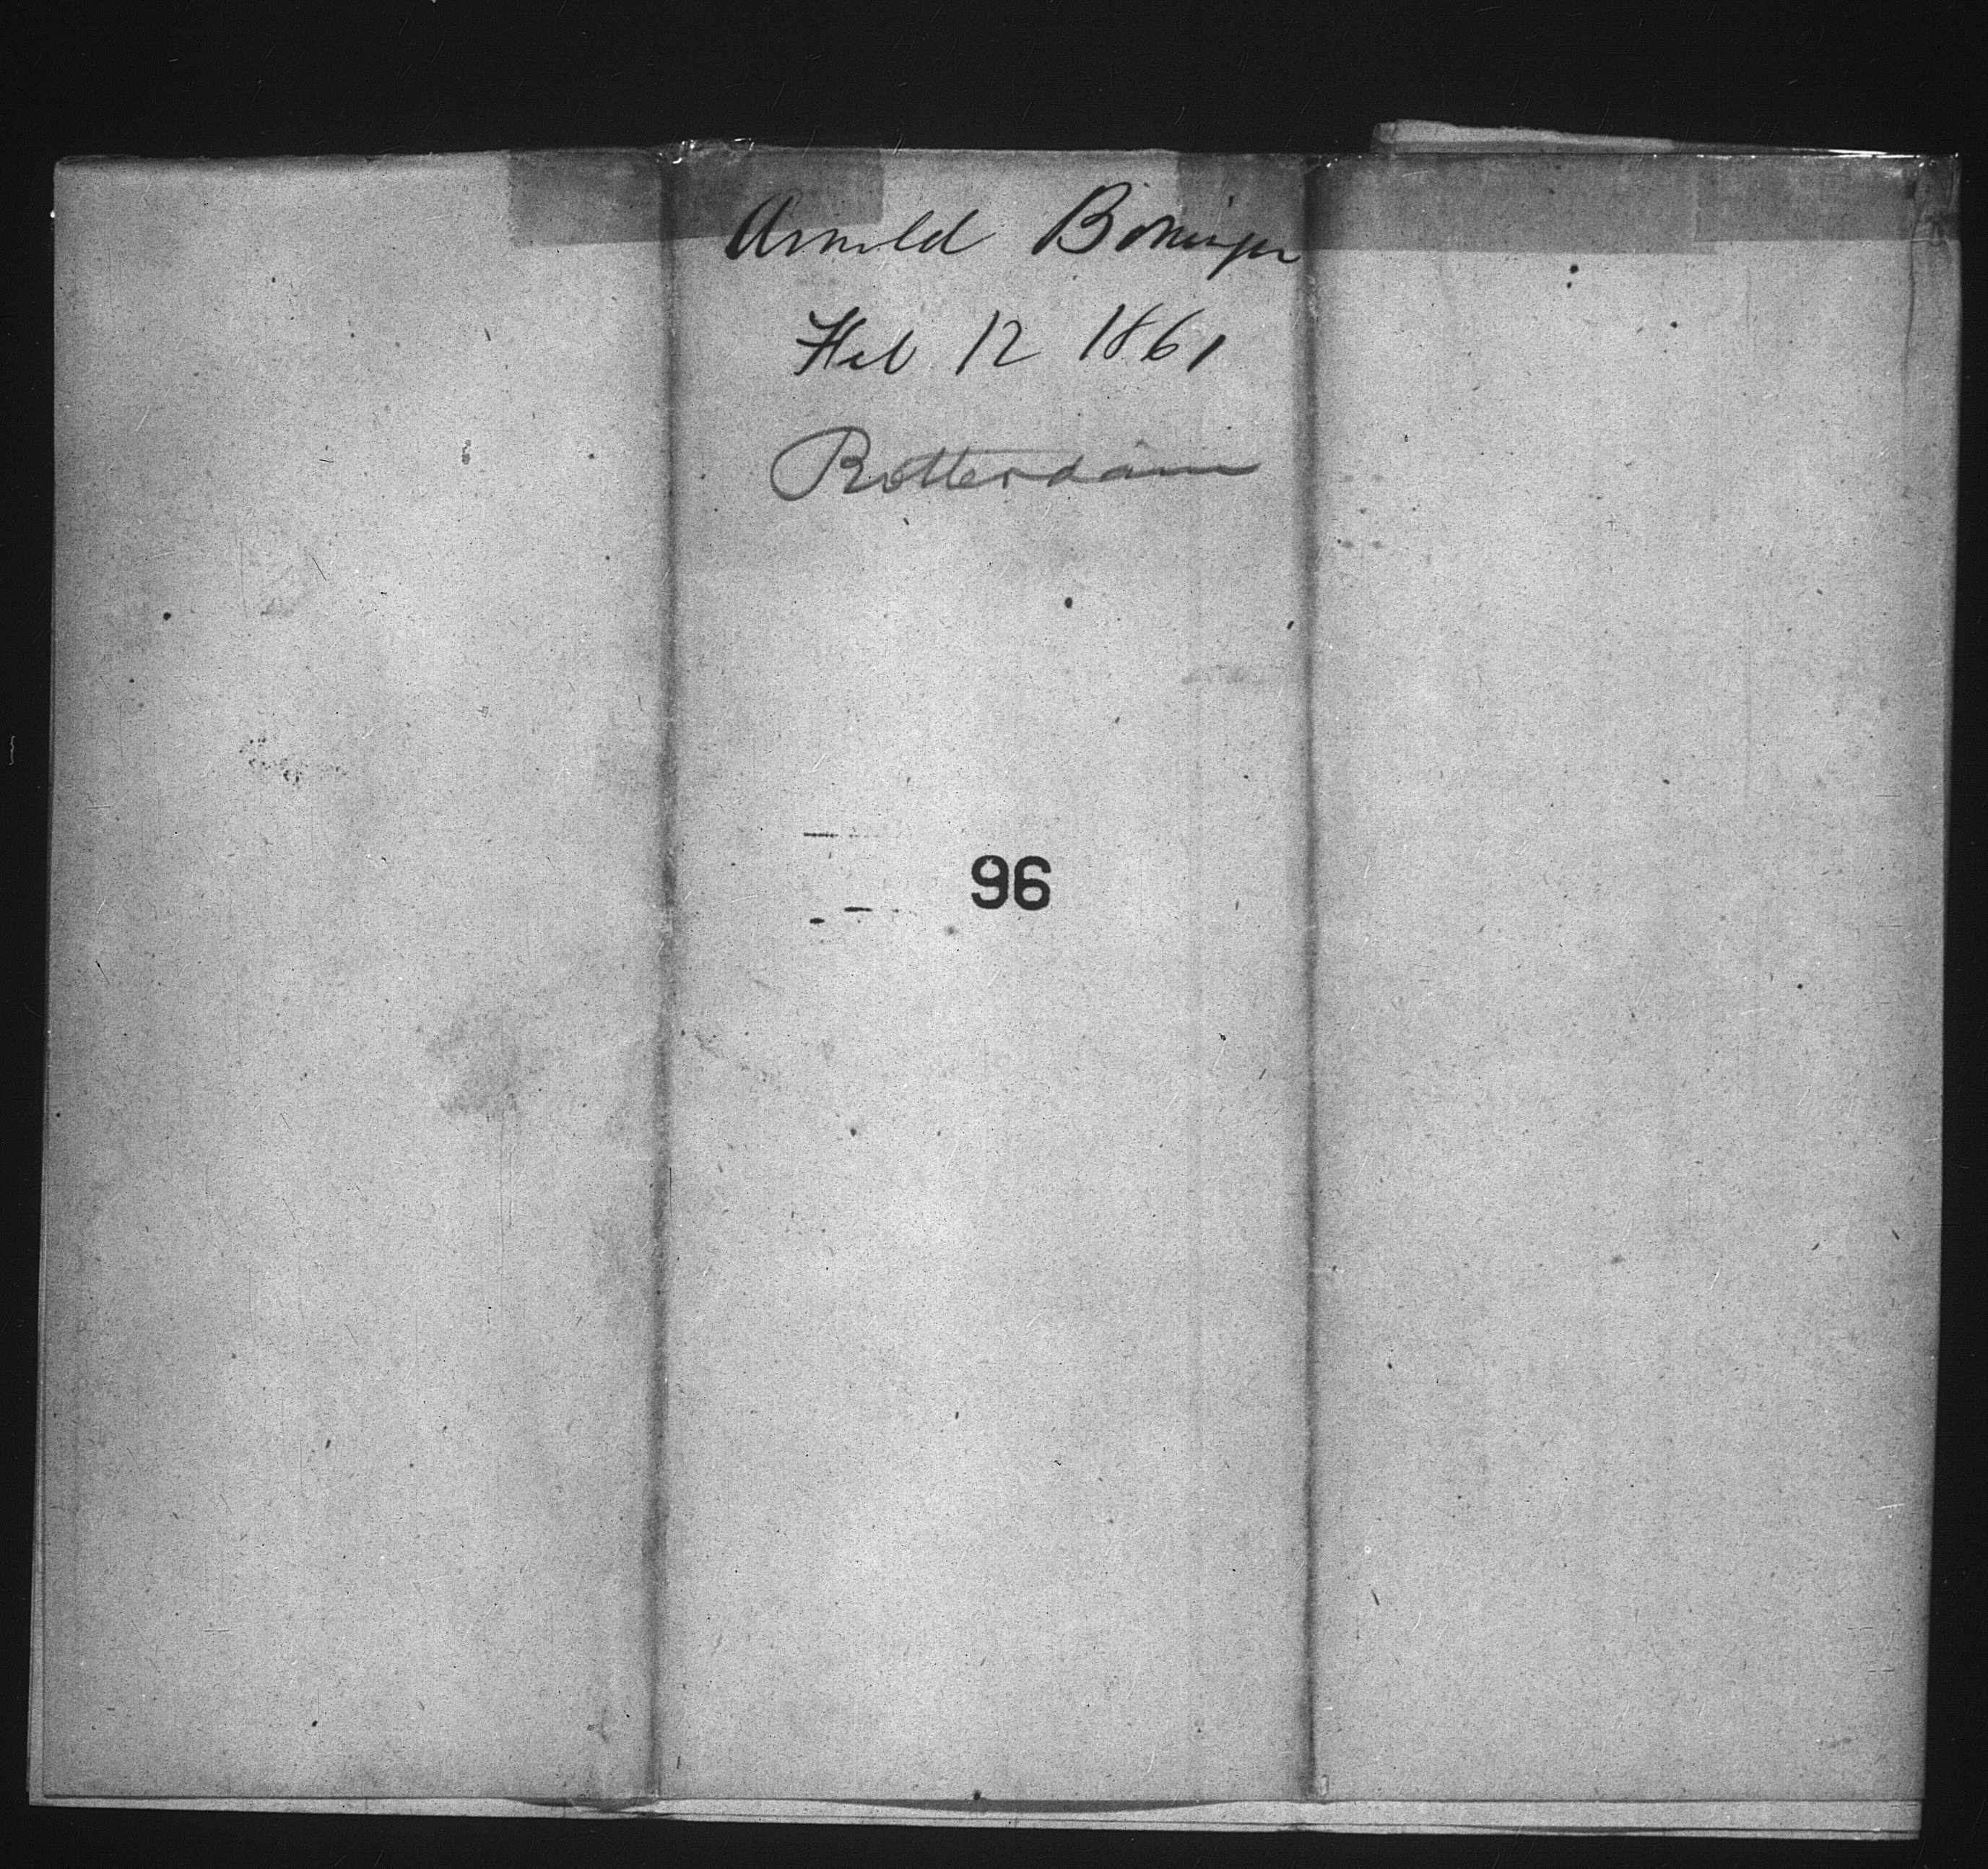 Arnold Boninger
Feb 12 1861
Rotterdam
96